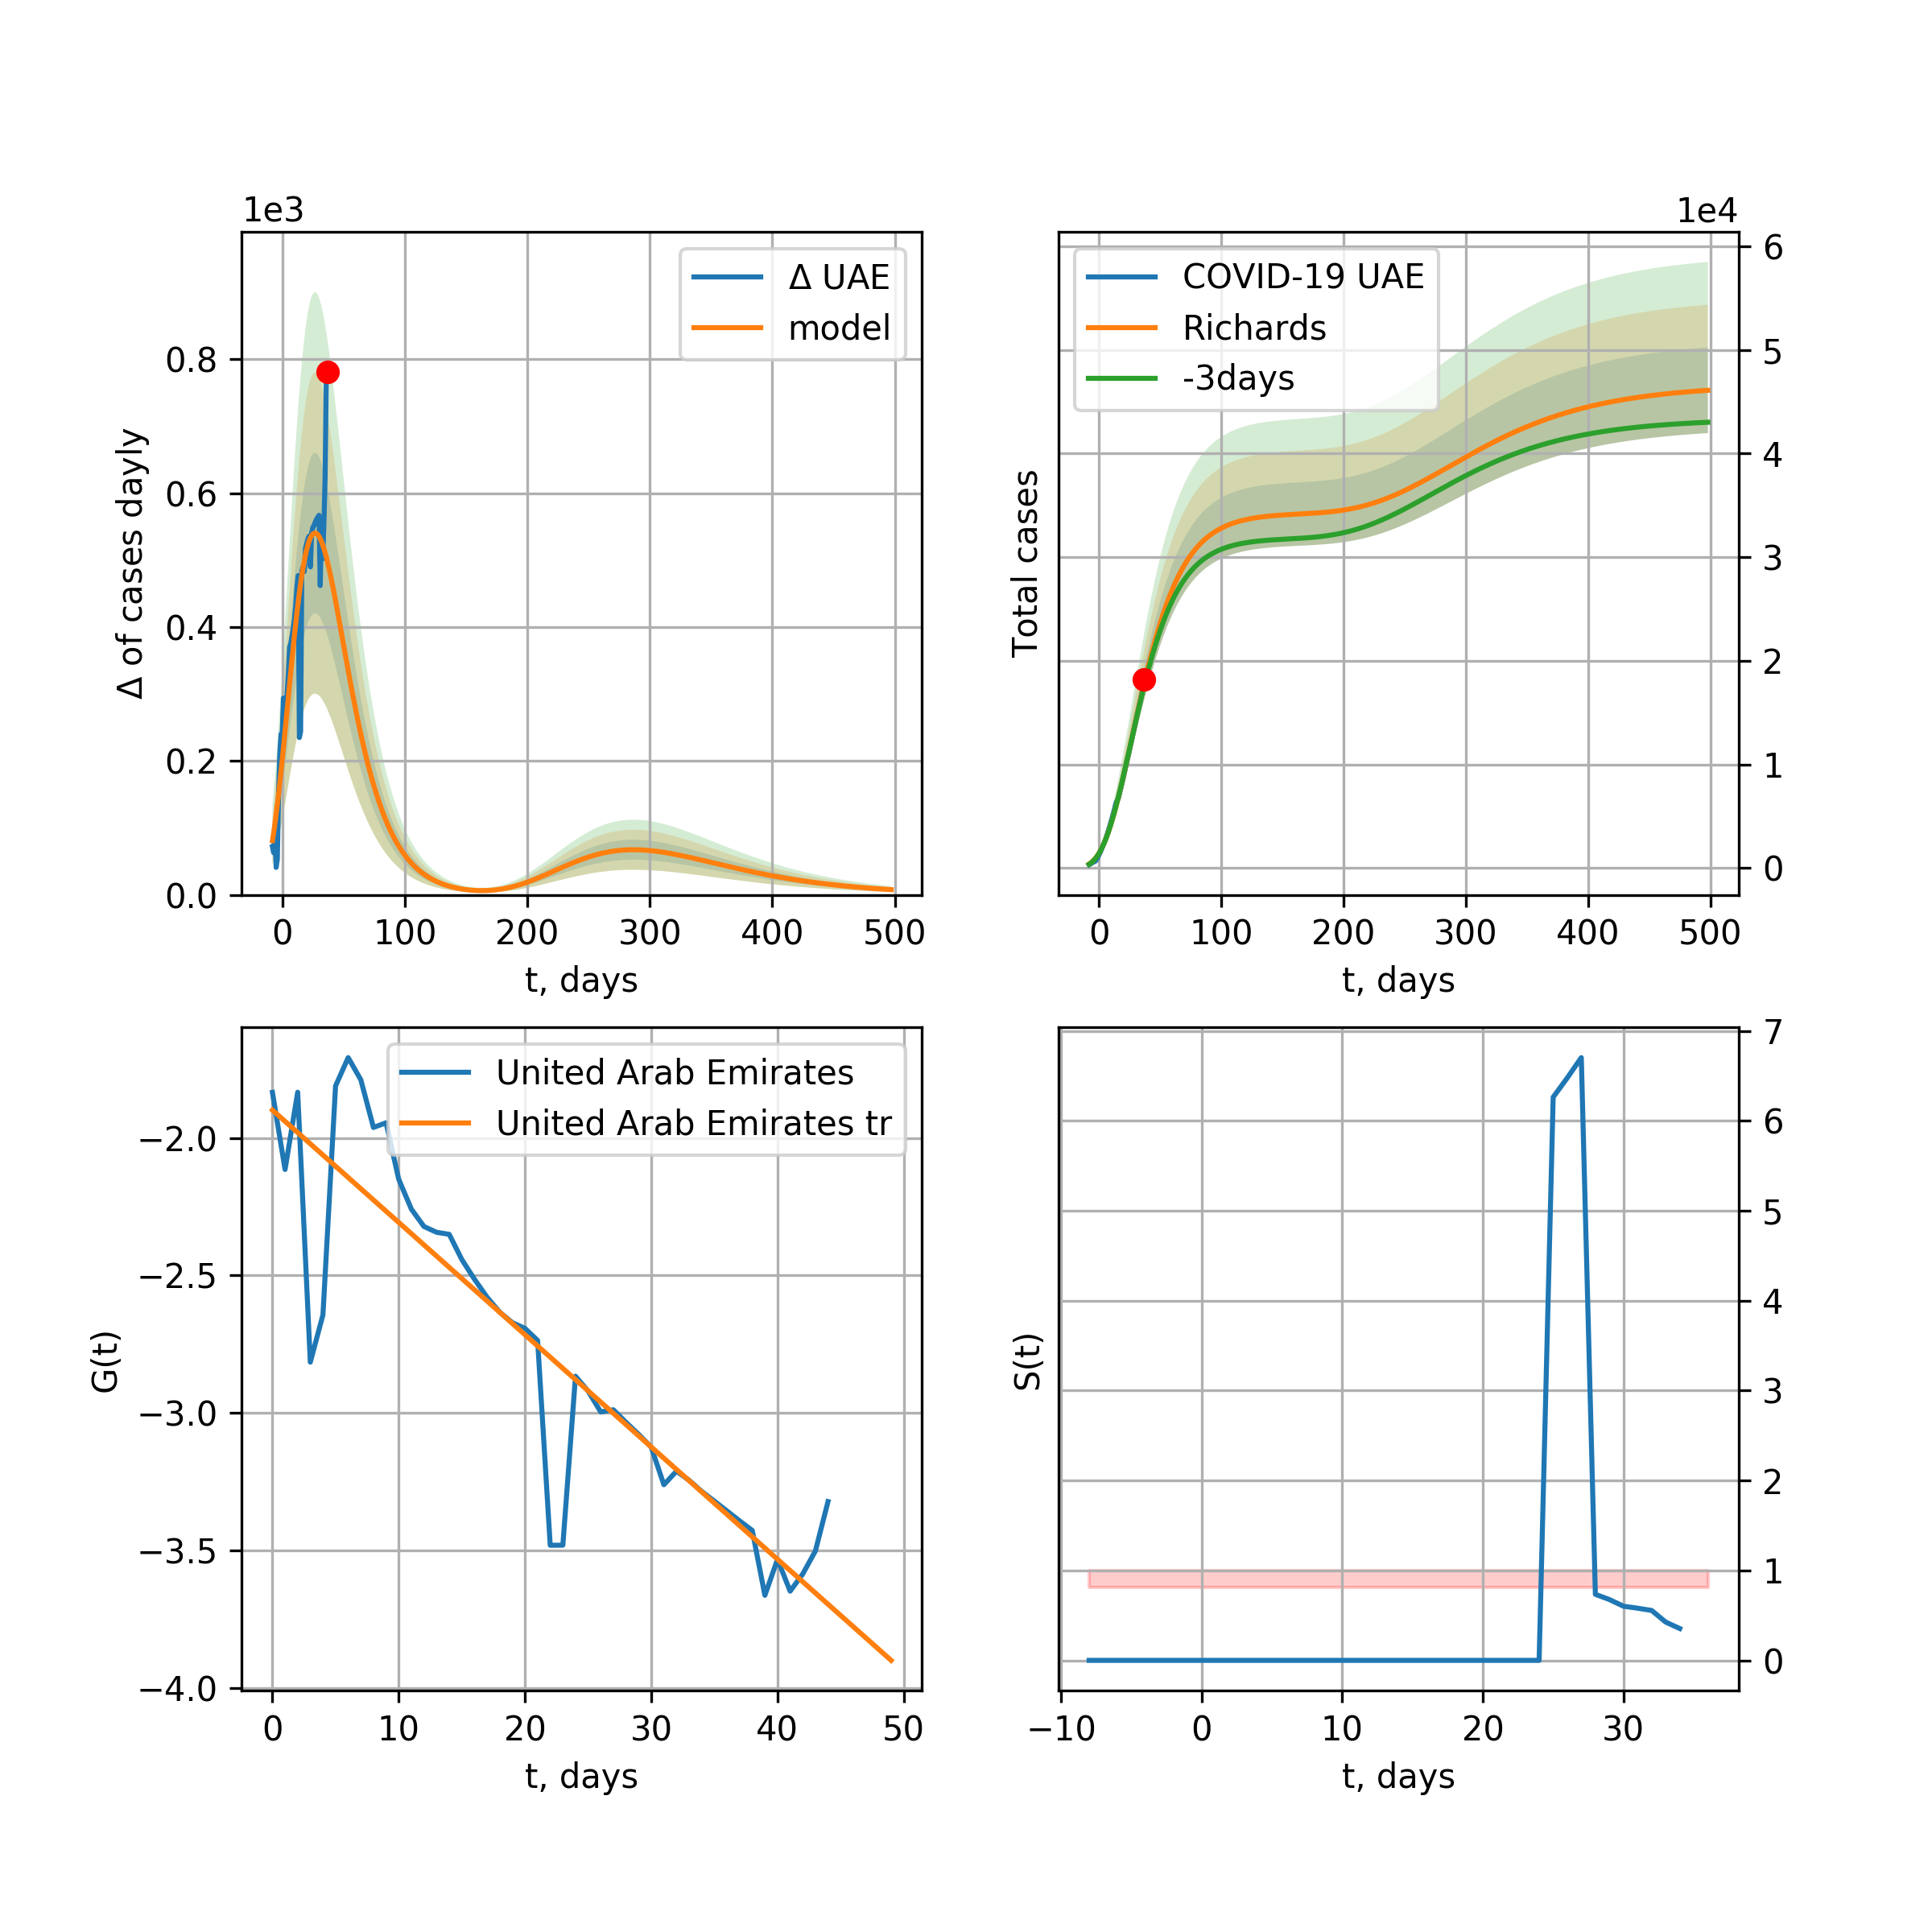 1e3
Δ UAE
model
0.8
0.6
0.4
0.2
0.0
Δ of cases dayly
0 100 200 300 400 500
t, days
1e4
COVID-19 UAE
Richards
-3days
6
5
4
3
2
1
0
Total cases
0 100 200 300 400 500
t, days
United Arab Emirates
United Arab Emirates tr
−2.0
−2.5
−3.0
−3.5
−4.0
G(t)
0 10 20 30 40 50
t, days
7
6
5
4
3
2
1
0
S(t)
−10 0 10 20 30
t, days